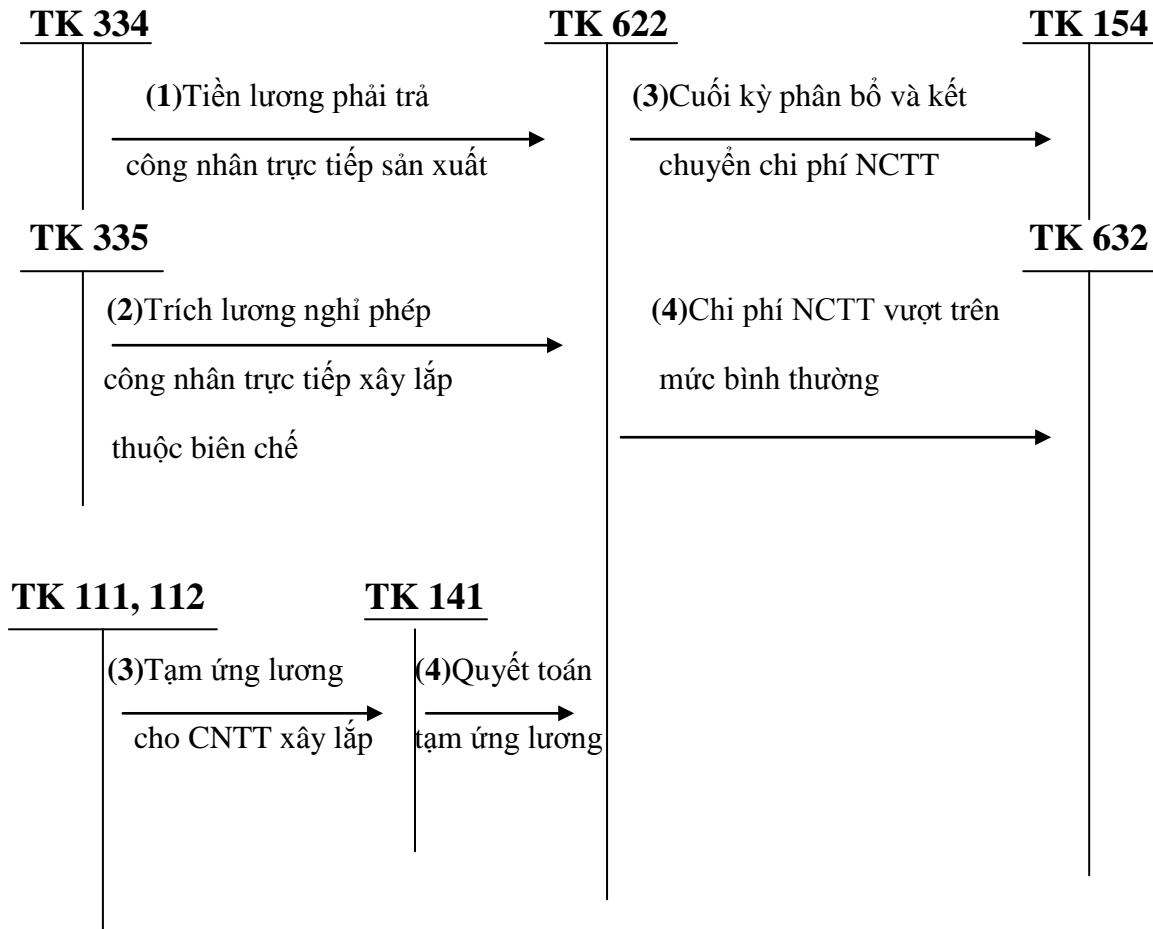 TK 334
TK 622
TK 154
(1)Tiền lương phải trả
công nhân trực tiếp sản xuất
(3)Cuối kỳ phân bổ và kết
chuyển chi phí NCTT
TK 335
TK 632
(2)Trích lương nghỉ phép
công nhân trực tiếp xây lắp
thuộc biên chế
(4)Chi phí NCTT vượt trên
mức bình thường
TK 111, 112
TK 141
(3)Tạm ứng lương
cho CNTT xây lắp
(4)Quyết toán
tạm ứng lương